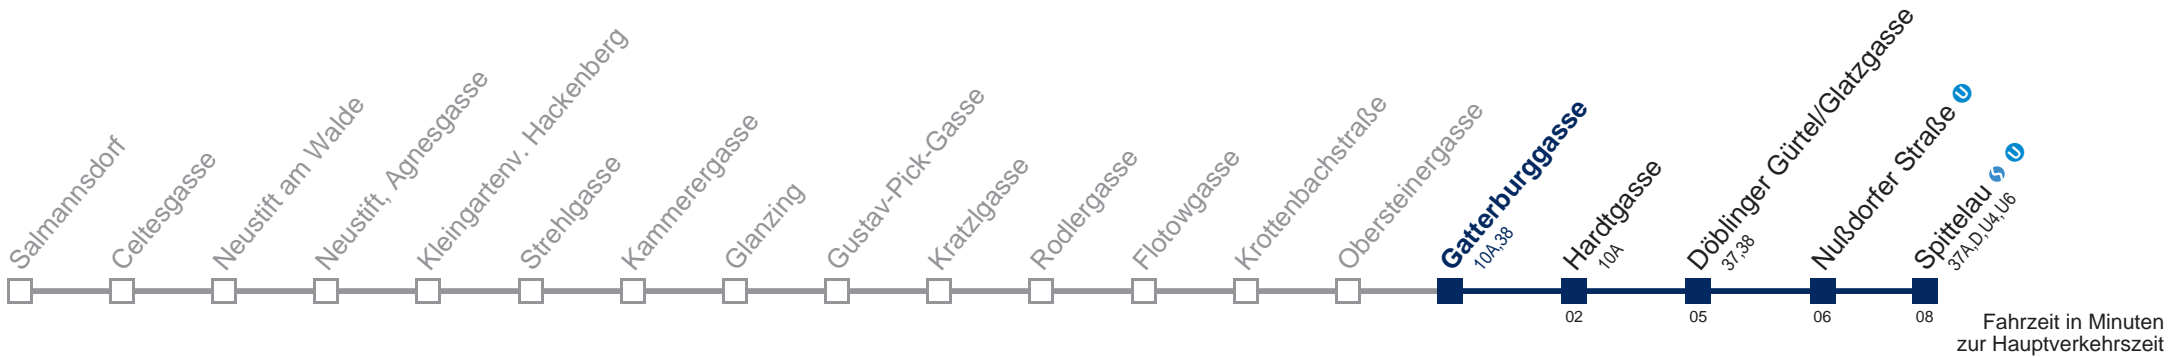 Salmannsdorf
Celtesgasse
Neustift am Walde
Neustift, Agnesgasse
Kleingartenv. Hackenberg
Strehlgasse
Kammerergasse
Glanzing
Gustav-Pick-Gasse
Kratzlgasse
Rodlergasse
Flotowgasse
Krottenbachstraße
Obersteinergasse
Gatterburggasse
10A,38
Hardtgasse
10A
Döblinger Gürtel/Glatzgasse
37,38
Nußdorfer Straße U
Spittelau S U
37A,D,U4,U6
02
05
06
08
Fahrzeit in Minuten
zur Hauptverkehrszeit